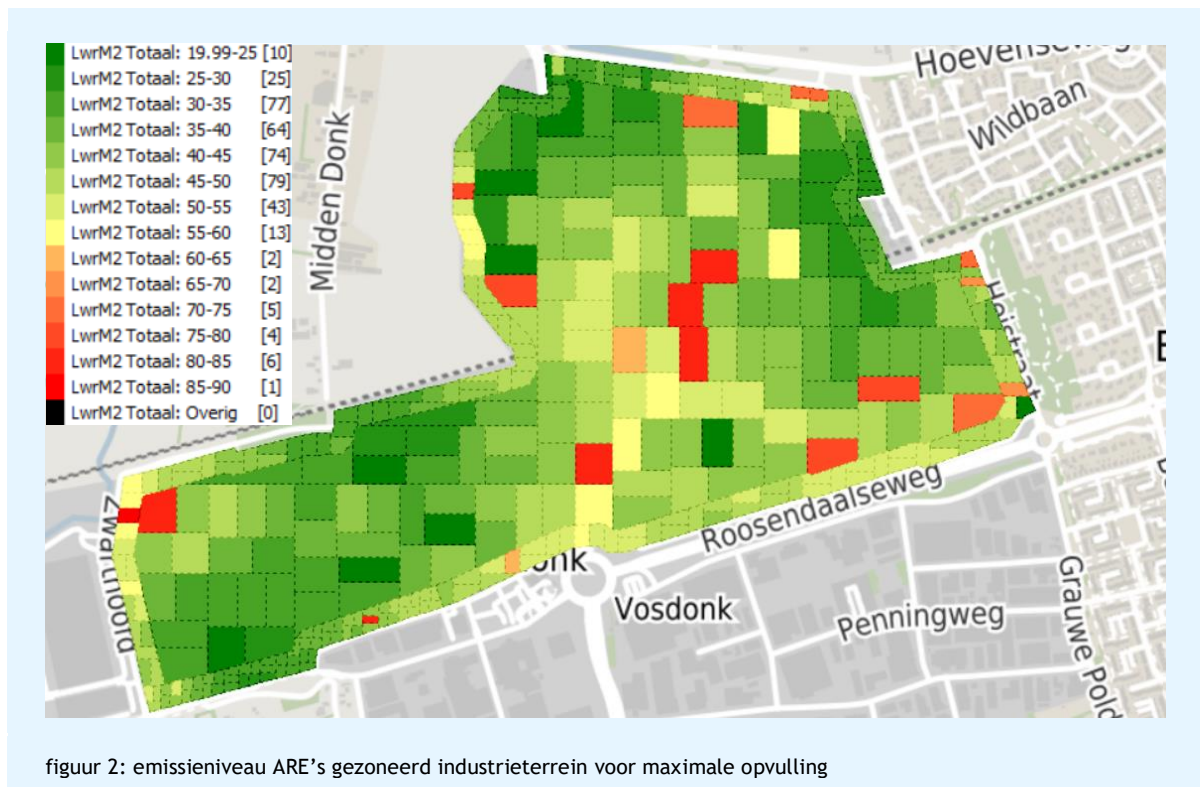 LwrM2 Totaal: 19.99-25 [10]
LwrM2 Totaal: 25-30 [25]
LwrM2 Totaal: 30-35 [77]
LwrM2 Totaal: 35-40 [64]
LwrM2 Totaal: 40-45 [74]
LwrM2 Totaal: 45-50 [79]
LwrM2 Totaal: 50-55 [43]
LwrM2 Totaal: 55-60 [13]
LwrM2 Totaal: 60-65 [2]
LwrM2 Totaal: 65-70 [2]
LwrM2 Totaal: 70-75 [5]
LwrM2 Totaal: 75-80 [4]
LwrM2 Totaal: 80-85 [6]
LwrM2 Totaal: 85-90 [1]
LwrM2 Totaal: Overig [0]
Midden Donk
Wildbaan
Roosendaalseweg
Vosdonk
Penningweg
figuur 2: emissieniveau ARE's gezoneerd industrieterrein voor maximale opvulling